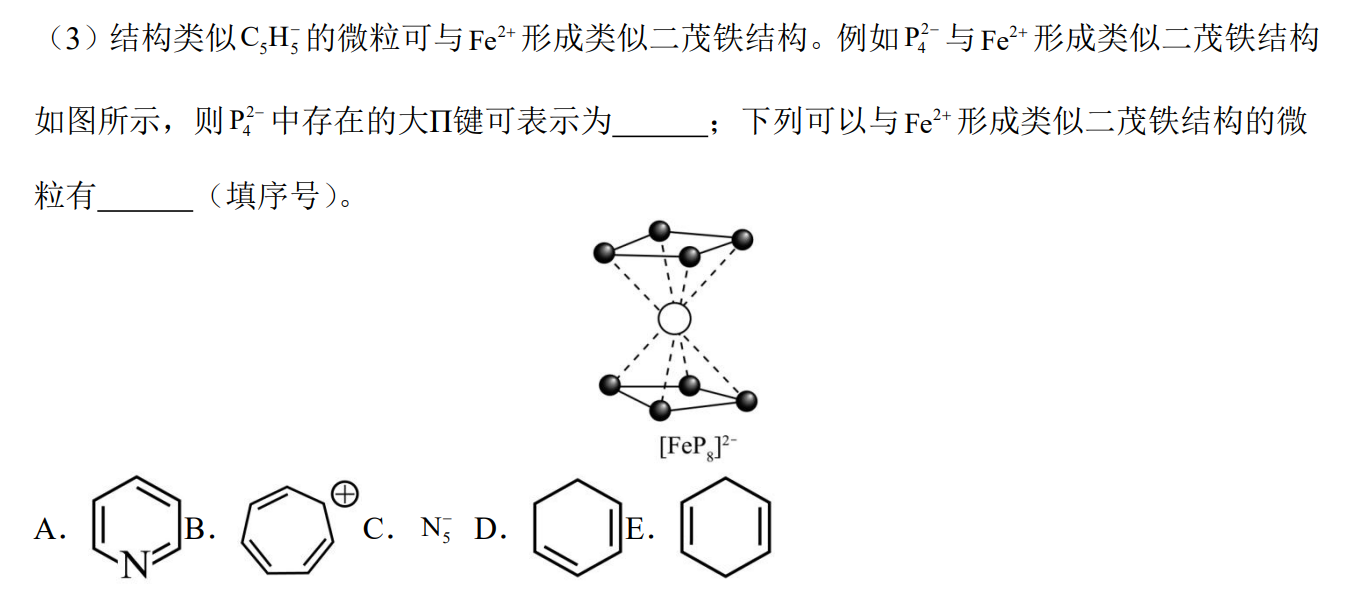 （3）结构类似C₅H₅⁻的微粒可与Fe²⁺形成类似二茂铁结构。例如P₄²⁻与Fe²⁺形成类似二茂铁结构
如图所示，则P₄²⁻中存在的大Π键可表示为______；下列可以与Fe²⁺形成类似二茂铁结构的微
粒有______（填序号）。
[FeP₈]²⁻
A． N B． ⊕ C． N₅⁻ D． E．